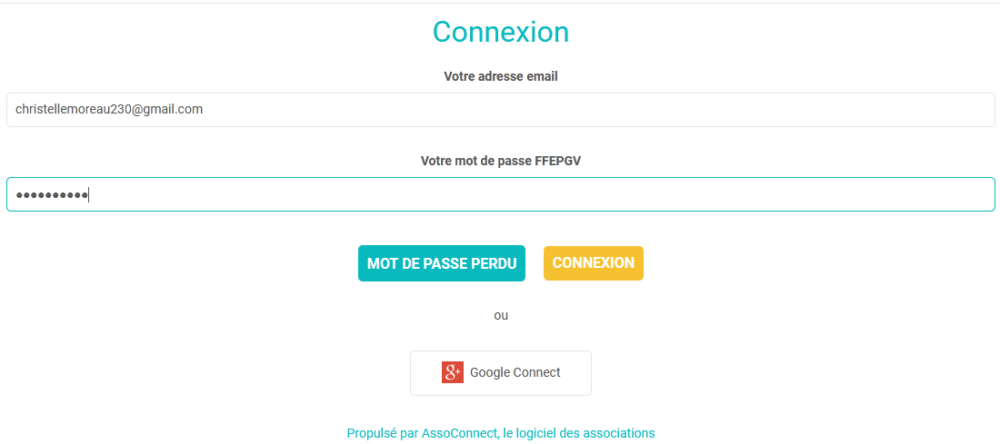 Connexion
Votre adresse email
christellemoreau230@gmail.com
Votre mot de passe FFEPGV
●●●●●●●●●●
MOT DE PASSE PERDU
CONNEXION
ou
g+ Google Connect
Propulsé par AssoConnect, le logiciel des associations